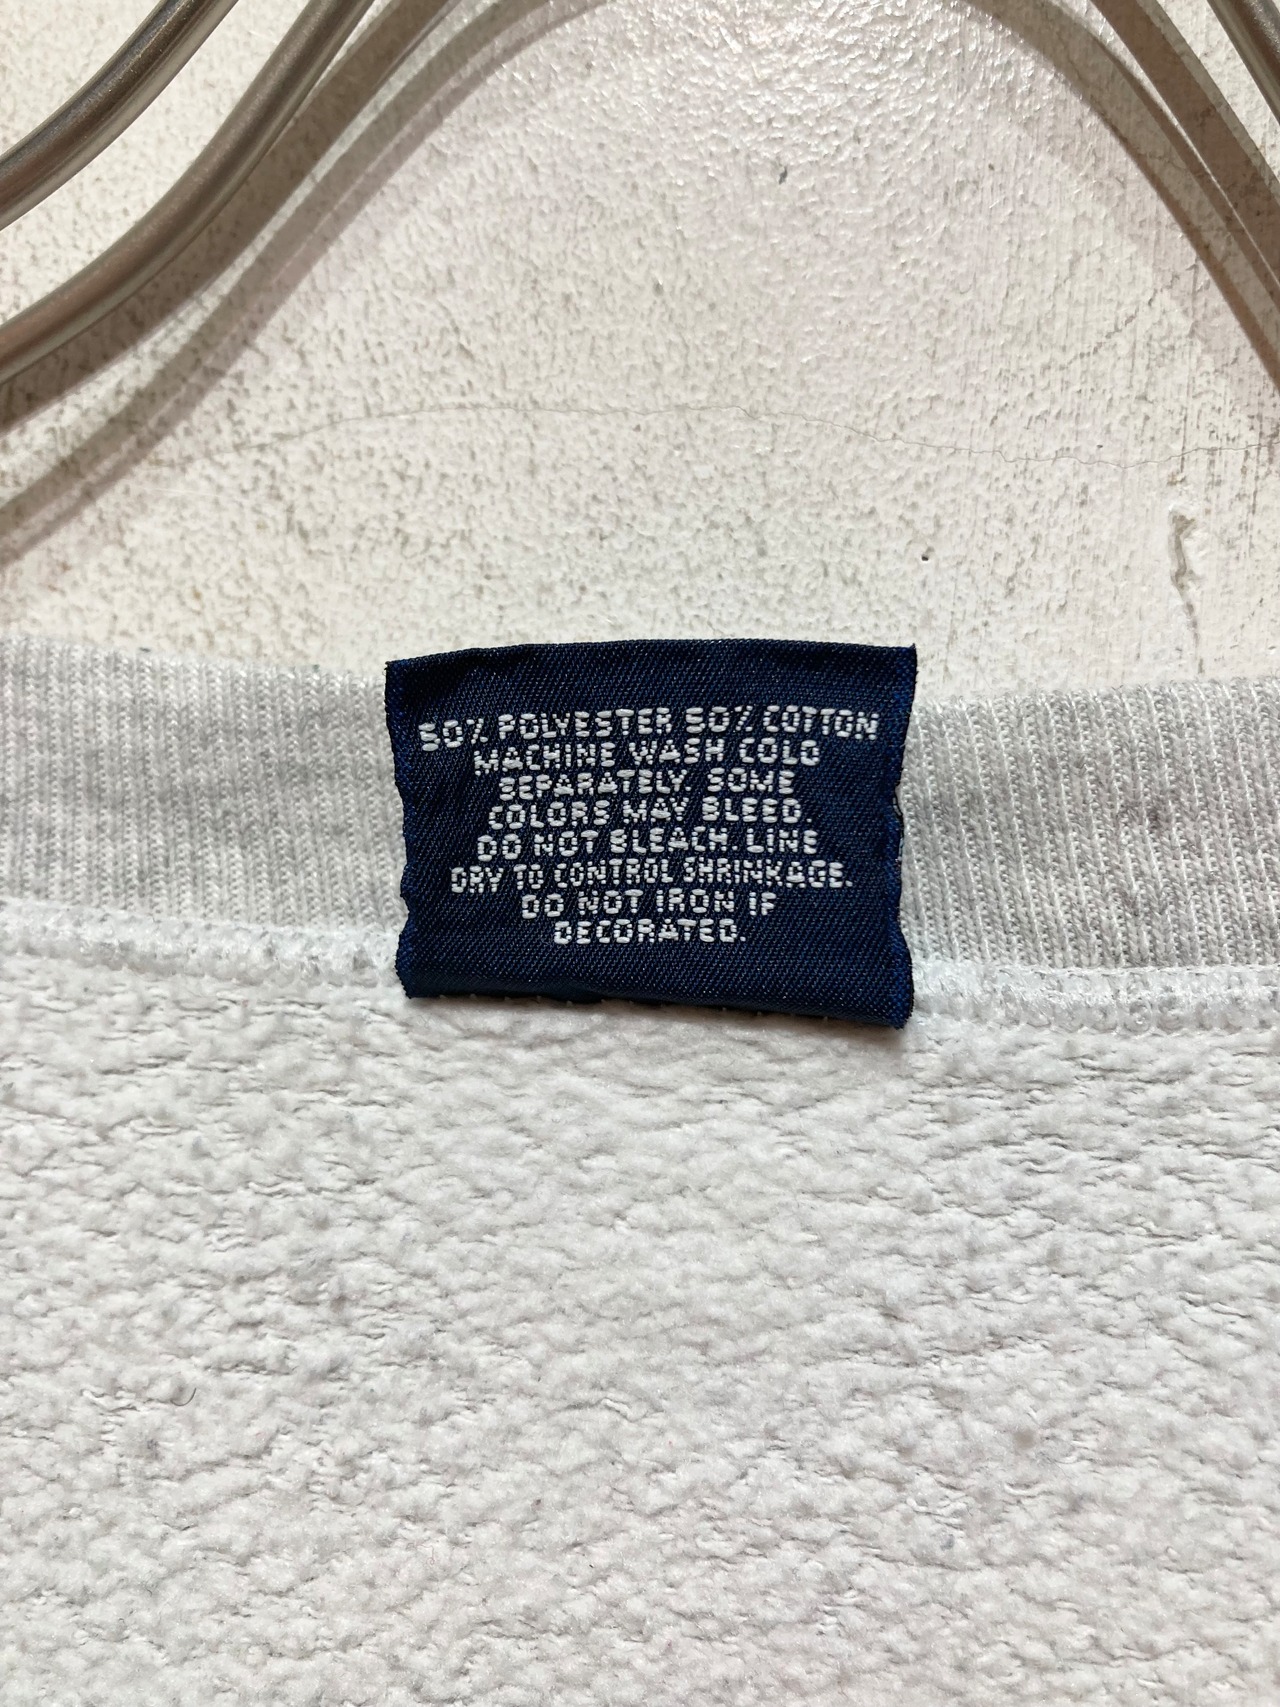 50% POLYESTER 50% COTTON
MACHINE WASH COLD
SEPARATELY. SOME
COLORS MAY BLEED
DO NOT BLEACH. LINE
DRY TO CONTROL SHRINKAGE.
DO NOT IRON IF
DECORATED.